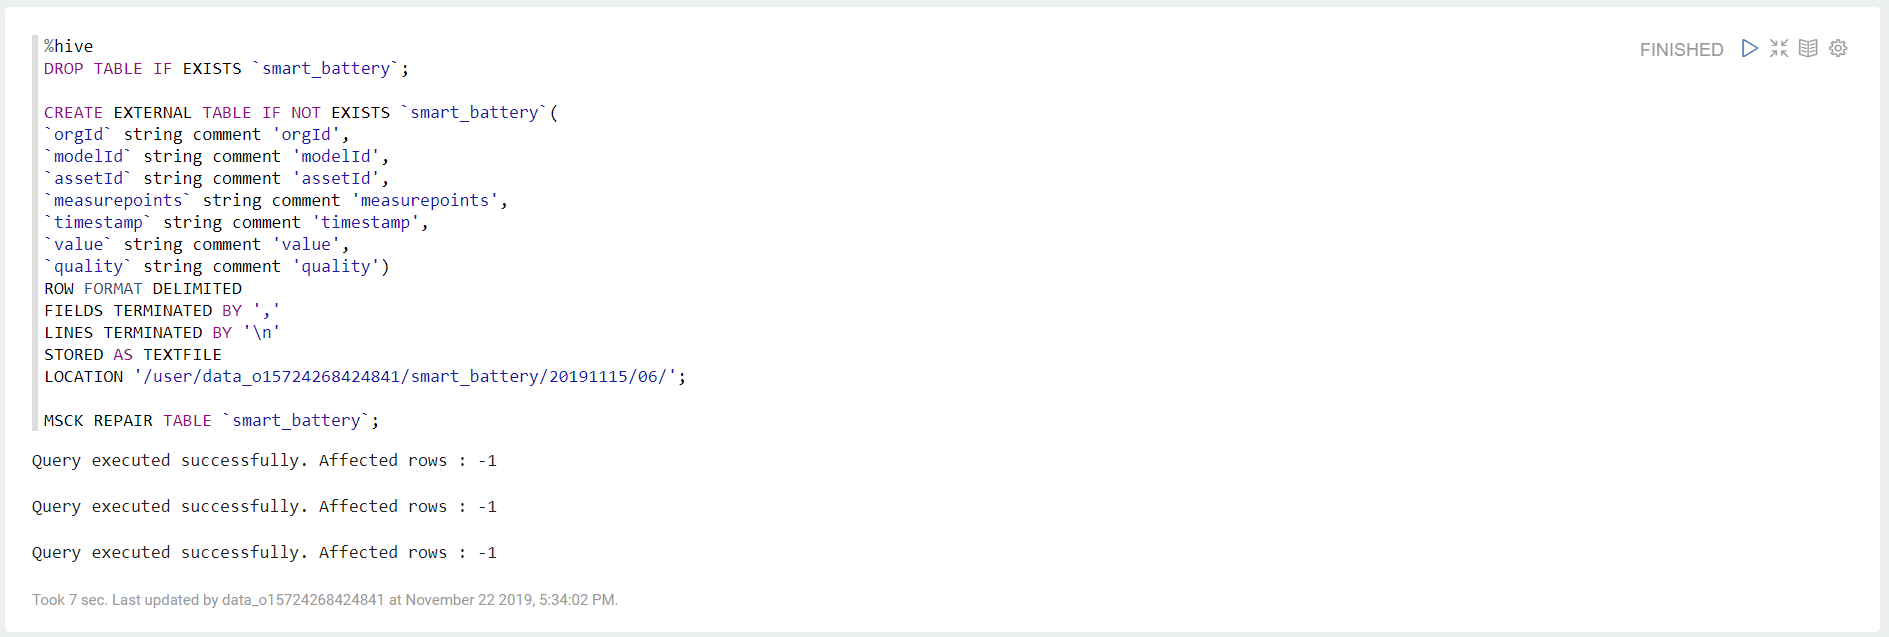 %hive
FINISHED
DROP TABLE IF EXISTS `smart_battery`;
CREATE EXTERNAL TABLE IF NOT EXISTS `smart_battery`(
`orgId` string comment 'orgId',
`modelId` string comment 'modelId',
`assetId` string comment 'assetId',
`measurepoints` string comment 'measurepoints',
`timestamp` string comment 'timestamp',
`value` string comment 'value',
`quality` string comment 'quality')
ROW FORMAT DELIMITED
FIELDS TERMINATED BY ','
LINES TERMINATED BY '\n'
STORED AS TEXTFILE
LOCATION '/user/data_o15724268424841/smart_battery/20191115/06/';
MSCK REPAIR TABLE `smart_battery`;
Query executed successfully. Affected rows : -1
Query executed successfully. Affected rows : -1
Query executed successfully. Affected rows : -1
Took 7 sec. Last updated by data_o15724268424841 at November 22 2019, 5:34:02 PM.